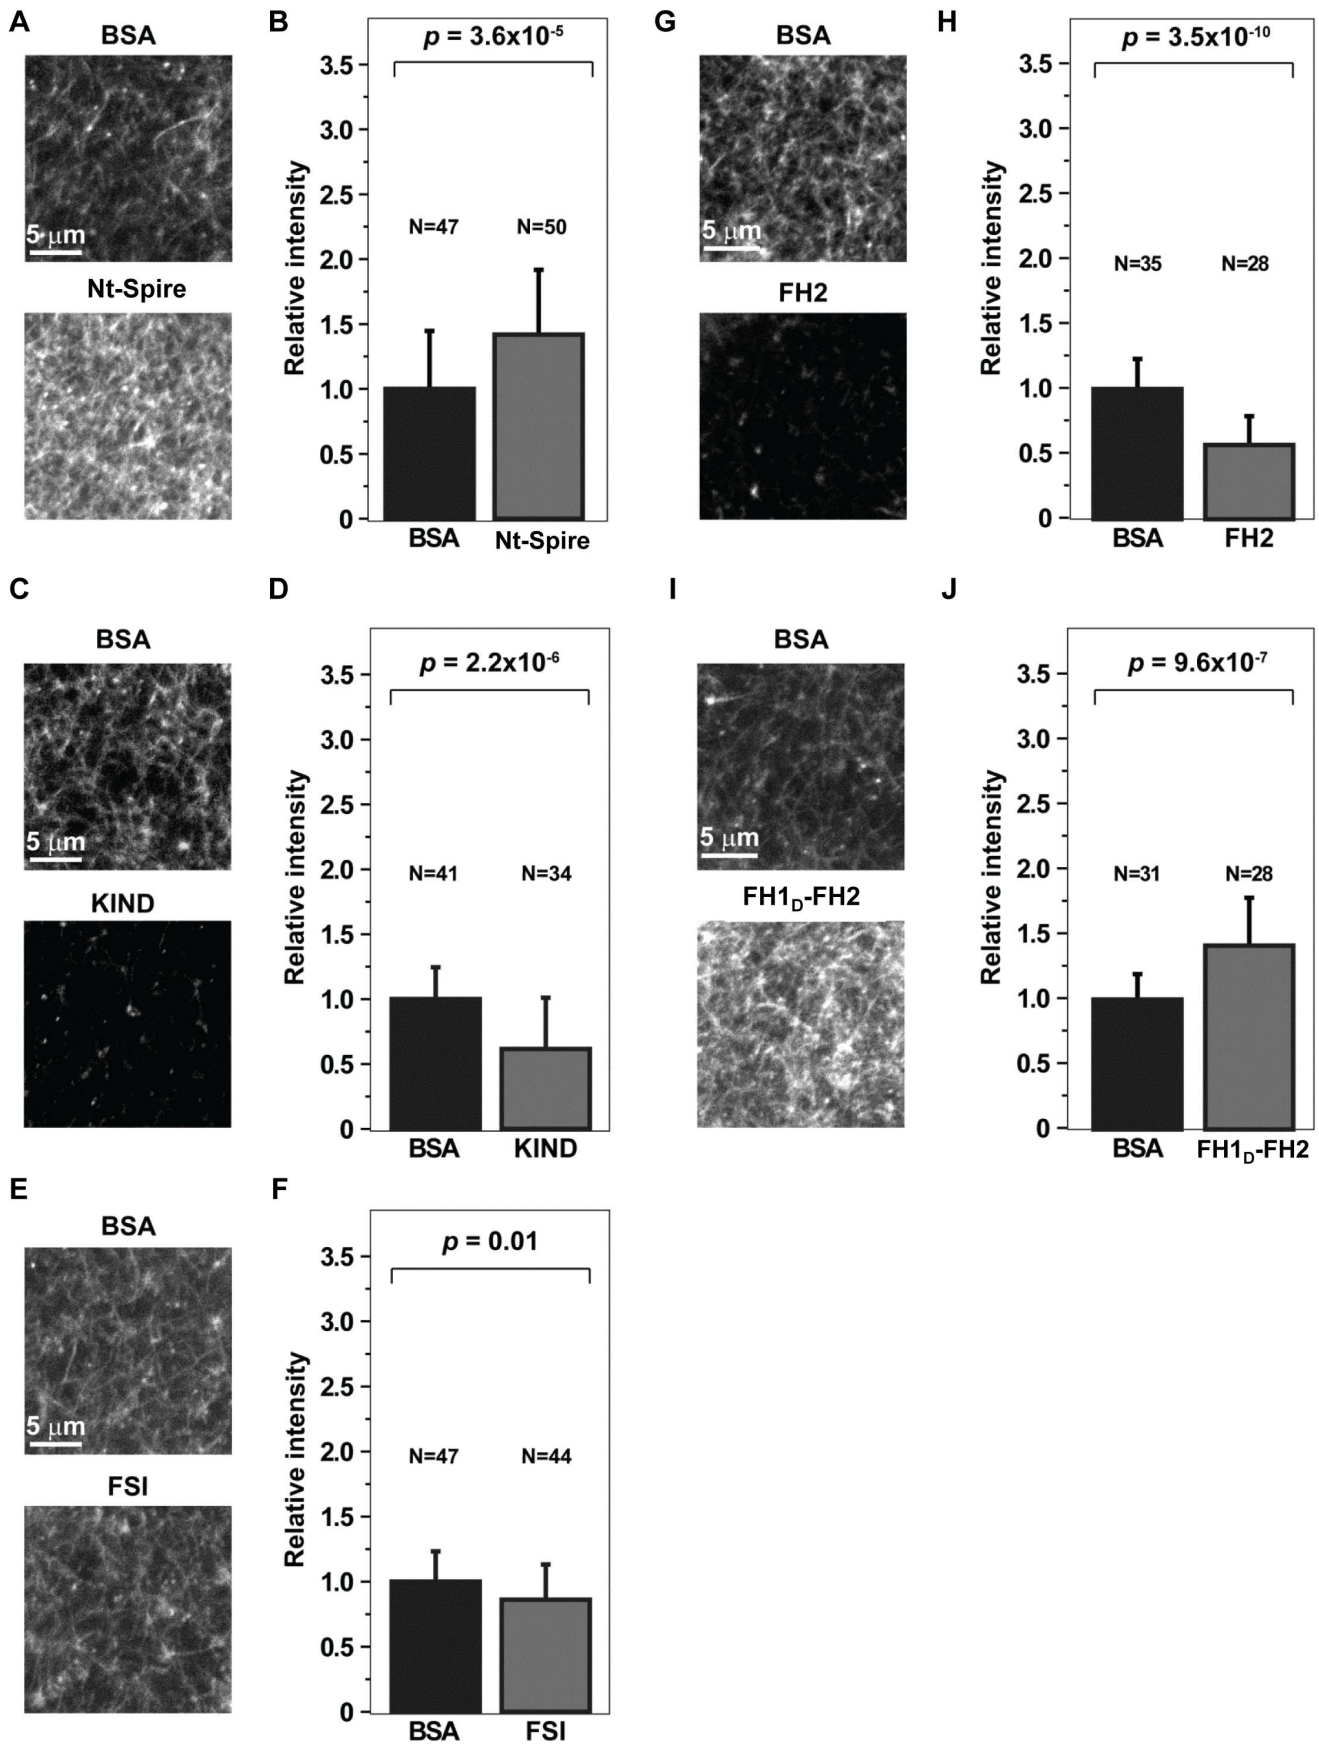 A
BSA
5 μm
Nt-Spire
B
p = 3.6x10-5
3.5
3.0
2.5
2.0
1.5
1.0
0.5
0
Relative intensity
N=47 N=50
BSA Nt-Spire
G
BSA
5 μm
FH2
H
p = 3.5x10-10
3.5
3.0
2.5
2.0
1.5
1.0
0.5
0
Relative intensity
N=35 N=28
BSA FH2
C
BSA
5 μm
KIND
D
p = 2.2x10-6
3.5
3.0
2.5
2.0
1.5
1.0
0.5
0
Relative intensity
N=41 N=34
BSA KIND
I
BSA
5 μm
FH1D-FH2
J
p = 9.6x10-7
3.5
3.0
2.5
2.0
1.5
1.0
0.5
0
Relative intensity
N=31 N=28
BSA FH1D-FH2
E
BSA
5 μm
FSI
F
p = 0.01
3.5
3.0
2.5
2.0
1.5
1.0
0.5
0
Relative intensity
N=47 N=44
BSA FSI